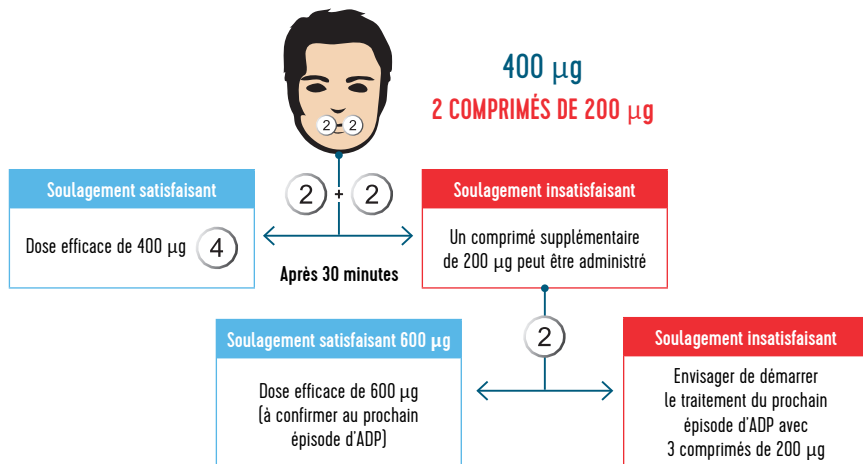 400 µg
2 COMPRIMÉS DE 200 µg
2 2
Soulagement satisfaisant
Dose efficace de 400 µg 4
2 + 2
Après 30 minutes
Soulagement insatisfaisant
Un comprimé supplémentaire
de 200 µg peut être administré
2
Soulagement satisfaisant 600 µg
Dose efficace de 600 µg
(à confirmer au prochain
épisode d'ADP)
Soulagement insatisfaisant
Envisager de démarrer
le traitement du prochain
épisode d'ADP avec
3 comprimés de 200 µg